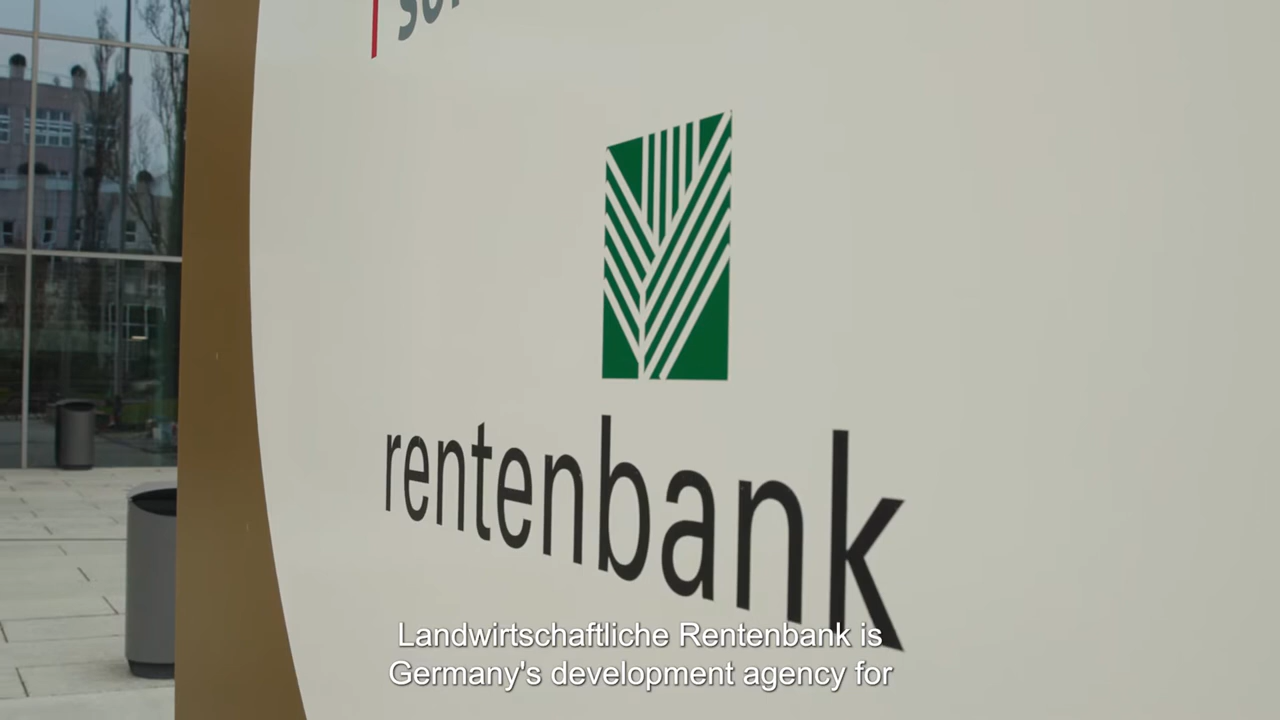 rentenbank
Landwirtschaftliche Rentenbank is
Germany's development agency for